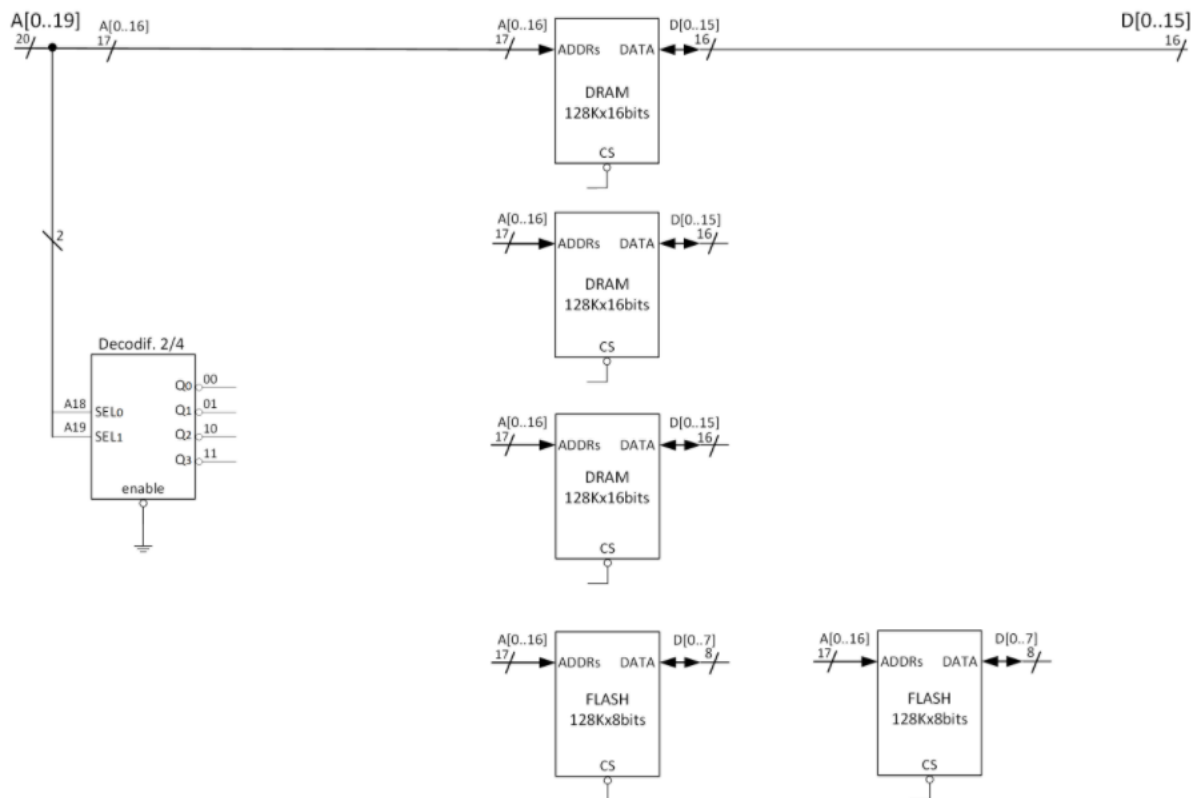 A[0..19]
20
A[0..16]
17
A[0..16]
17
D[0..15]
16
D[0..15]
16
ADDRs DATA
DRAM
128Kx16bits
CS
2
A[0..16]
17
D[0..15]
16
ADDRs DATA
DRAM
128Kx16bits
CS
Decodif. 2/4
A18
SEL0
A19
SEL1
Q0 00
Q1 01
Q2 10
Q3 11
enable
A[0..16]
17
D[0..15]
16
ADDRs DATA
DRAM
128Kx16bits
CS
A[0..16]
17
D[0..7]
8
ADDRs DATA
FLASH
128Kx8bits
CS
A[0..16]
17
D[0..7]
8
ADDRs DATA
FLASH
128Kx8bits
CS